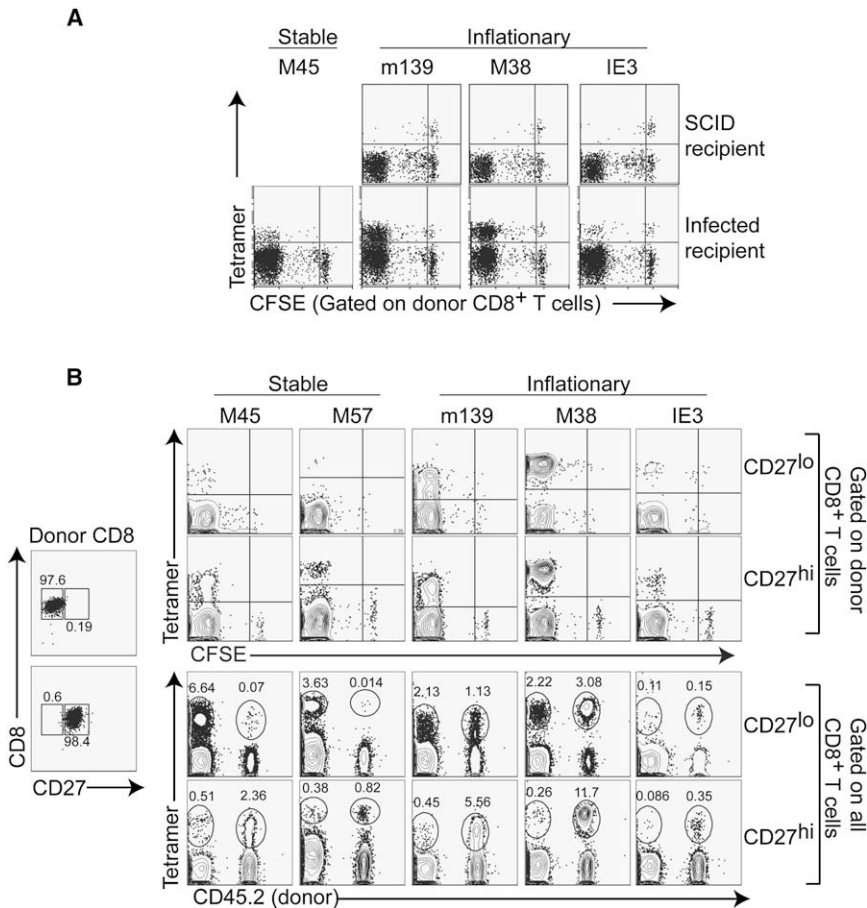 A
Stable
Inflationary
M45
m139
M38
IE3
SCID
recipient
Infected
recipient
Tetramer
CFSE (Gated on donor CD8+ T cells)
B
Stable
Inflationary
M45
M57
m139
M38
IE3
CD27lo
CD27hi
Gated on donor
CD8+ T cells
Tetramer
CFSE
Donor CD8
97.6
0.19
0.6
98.4
CD8
CD27
6.64
0.07
3.63
0.014
2.13
1.13
2.22
3.08
0.11
0.15
CD27lo
0.51
2.36
0.38
0.82
0.45
5.56
0.26
11.7
0.086
0.35
CD27hi
Gated on all
CD8+ T cells
Tetramer
CD45.2 (donor)